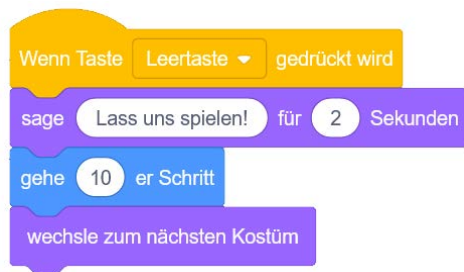 Wenn Taste Leertaste gedrückt wird
sage Lass uns spielen! für 2 Sekunden
gehe 10 er Schritt
wechsle zum nächsten Kostüm